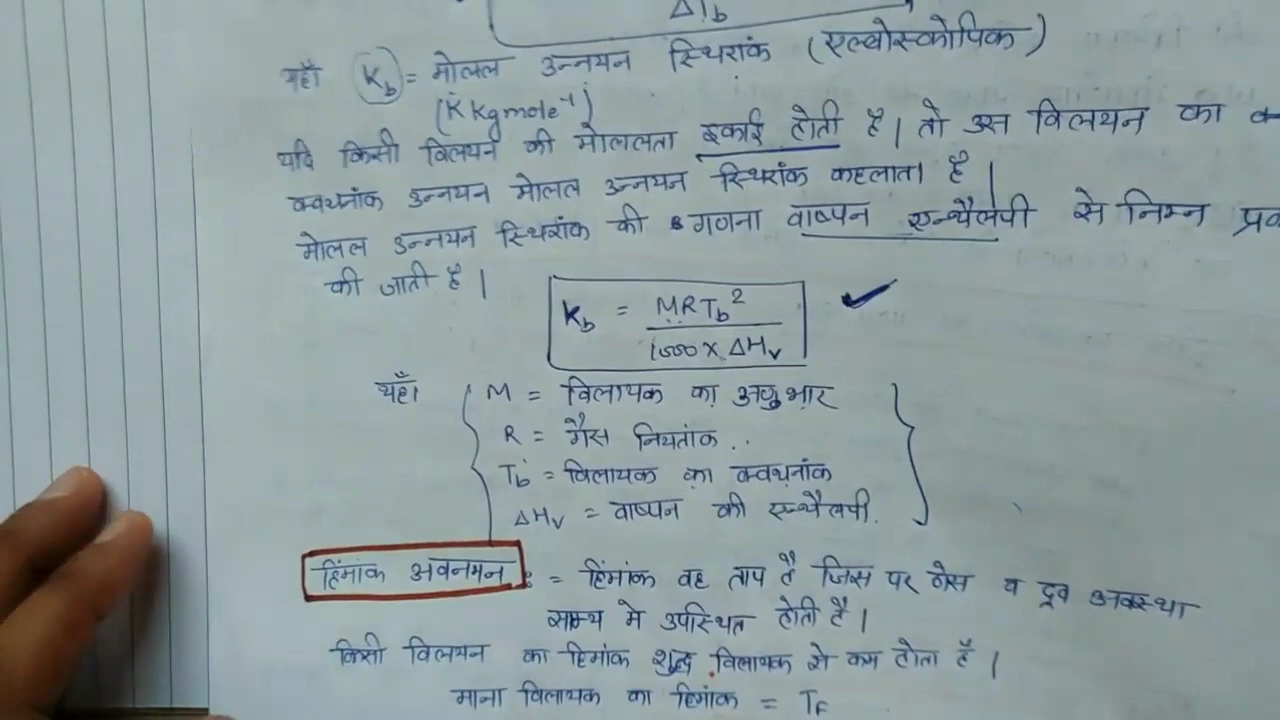 ΔTb
यहाँ Kb = मोलल उन्नयन स्थिरांक (एल्बोस्कोपिक)
(K Kg mole⁻¹)
यदि किसी विलयन की मोललता इकाई होती है। तो उस विलयन का
क्वथनांक उन्नयन मोलल उन्नयन स्थिरांक कहलाता है।
मोलल उन्नयन स्थिरांक की गणना वाष्पन एन्थैलपी से निम्न
की जाती है।
Kb = MRTb² / 1000 × ΔHv
यहाँ M = विलायक का अणुभार
R = गैस नियतांक
Tb = विलायक का क्वथनांक
ΔHv = वाष्पन की एन्थैलपी.
हिंमांक अवनमन = हिंमांक वह ताप है जिस पर ठोस व द्रव अवस्था
साम्य मे उपस्थित होती है।
किसी विलयन का हिमांक शुद्ध विलायक से कम होता है।
माना विलायक का हिमांक = TF